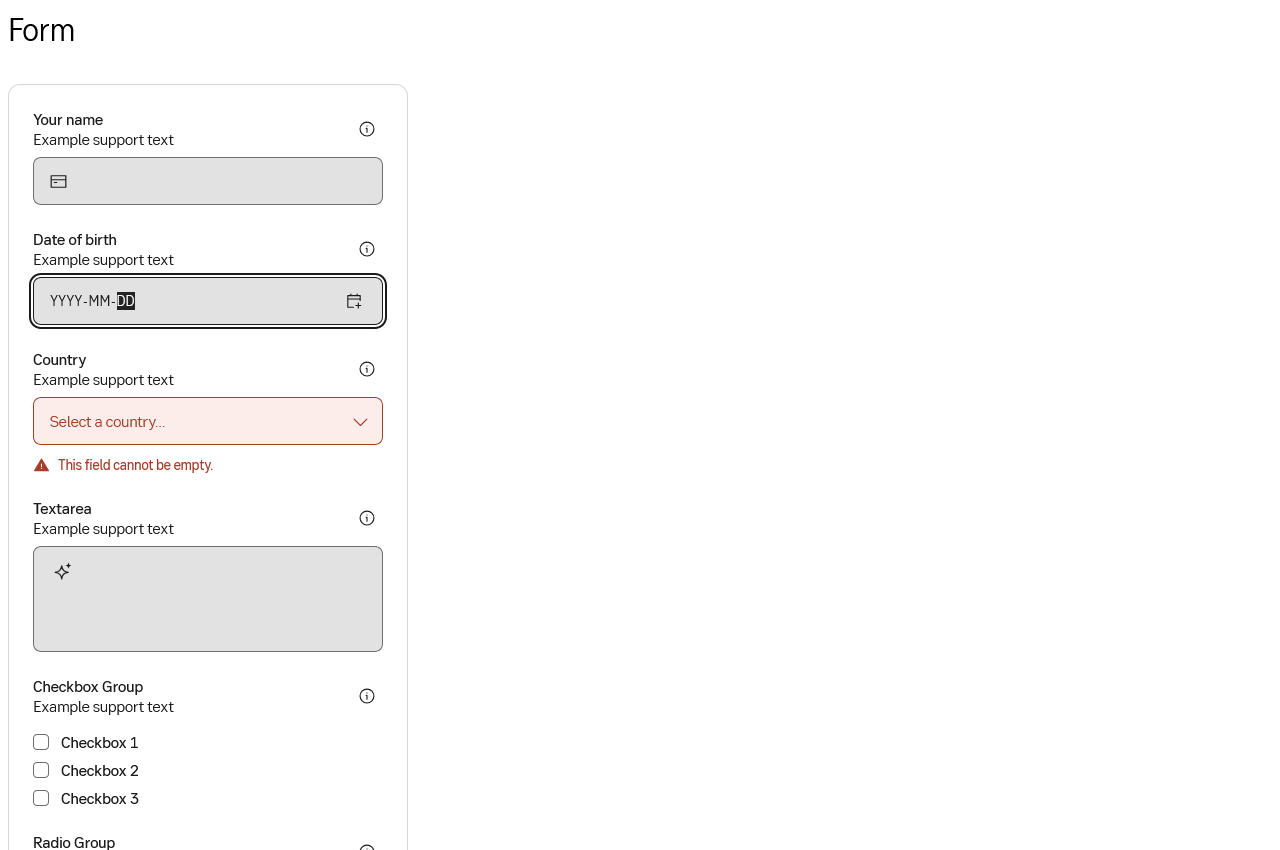 Form
Your name
Example support text
Date of birth
Example support text
YYYY-MM-DD
Country
Example support text
Select a country...
This field cannot be empty.
Textarea
Example support text
Checkbox Group
Example support text
Checkbox 1
Checkbox 2
Checkbox 3
Radio Group